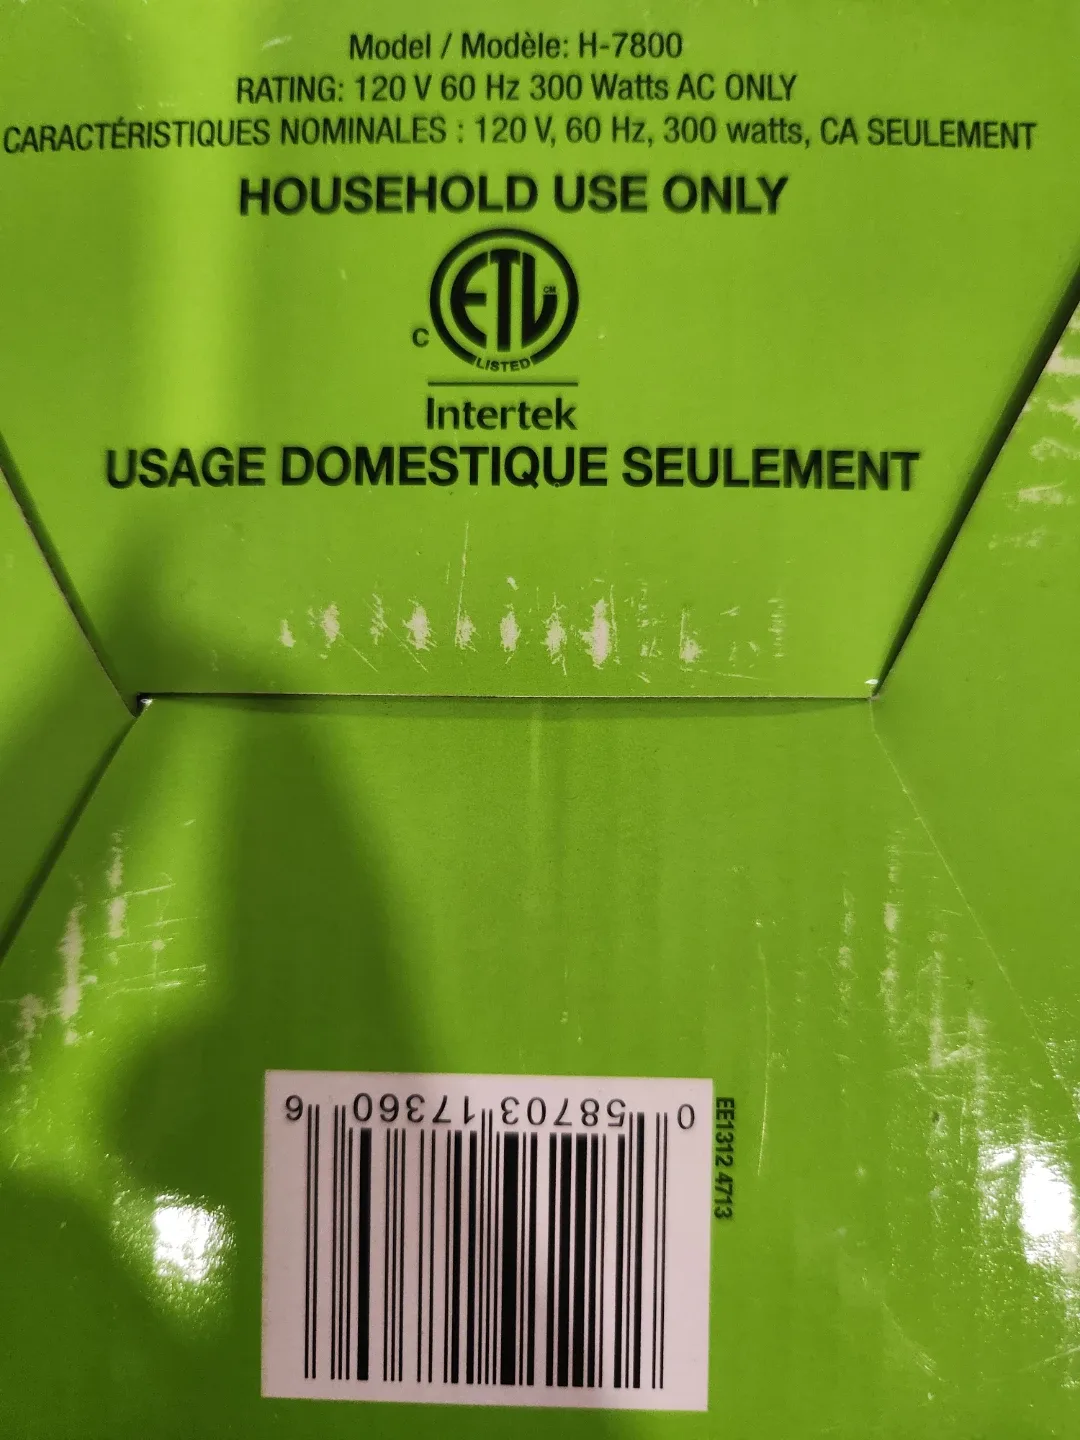 Model / Modèle: H-7800
RATING: 120 V 60 Hz 300 Watts AC ONLY
CARACTÉRISTIQUES NOMINALES : 120 V, 60 Hz, 300 watts, CA SEULEMENT
HOUSEHOLD USE ONLY
ETL CM
C
LISTED
Intertek
USAGE DOMESTIQUE SEULEMENT
0 58703 17360 6
EE1312 4713